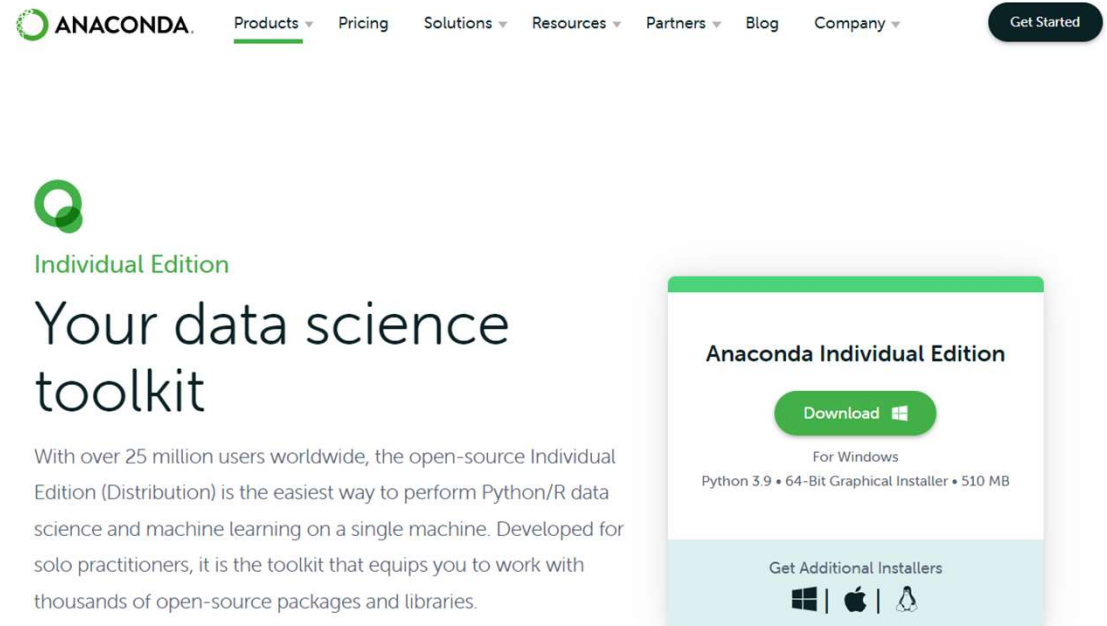 ANACONDA.
Products
Pricing
Solutions
Resources
Partners
Blog
Company
Get Started
Individual Edition
Your data science
toolkit
With over 25 million users worldwide, the open-source Individual
Edition (Distribution) is the easiest way to perform Python/R data
science and machine learning on a single machine. Developed for
solo practitioners, it is the toolkit that equips you to work with
thousands of open-source packages and libraries.
Anaconda Individual Edition
Download
For Windows
Python 3.9 • 64-Bit Graphical Installer • 510 MB
Get Additional Installers
| |